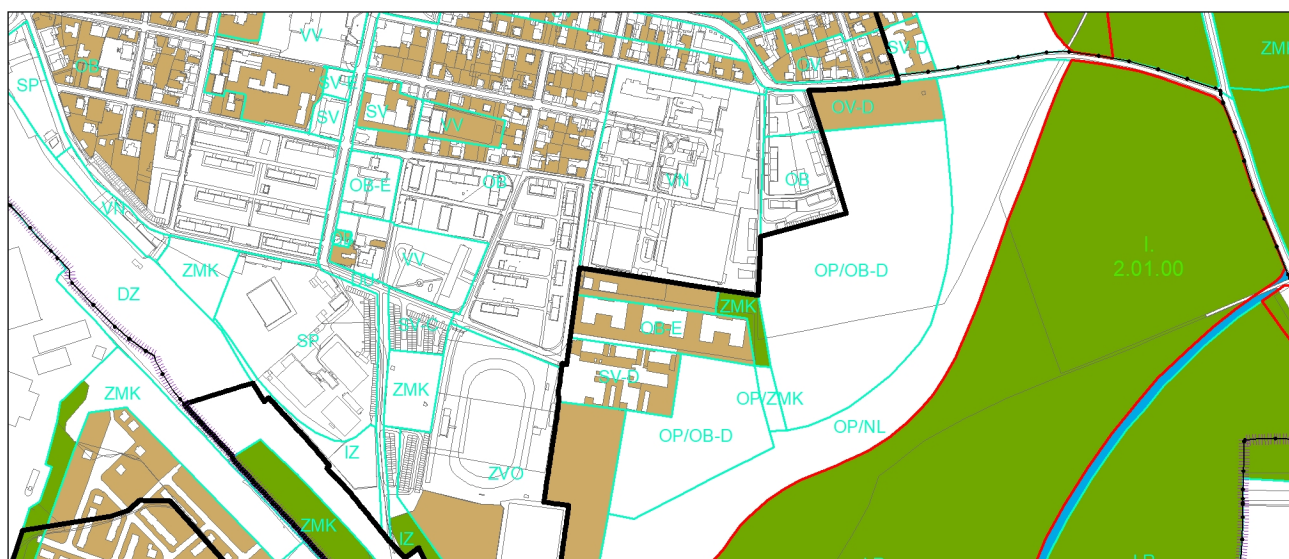 VV
SV-D
ZMK
OB
OV
SP
SV
SV
VV
OV-D
OB-E
OB
VN
OB
VN
OB
VV
ZMK
I.
2.01.00
DZ
OP/OB-D
ZMK
OB-E
SP
SV-G
SV-D
ZMK
ZMK
OP/ZMK
OP/NL
OP/OB-D
IZ
ZVO
ZMK
IZ